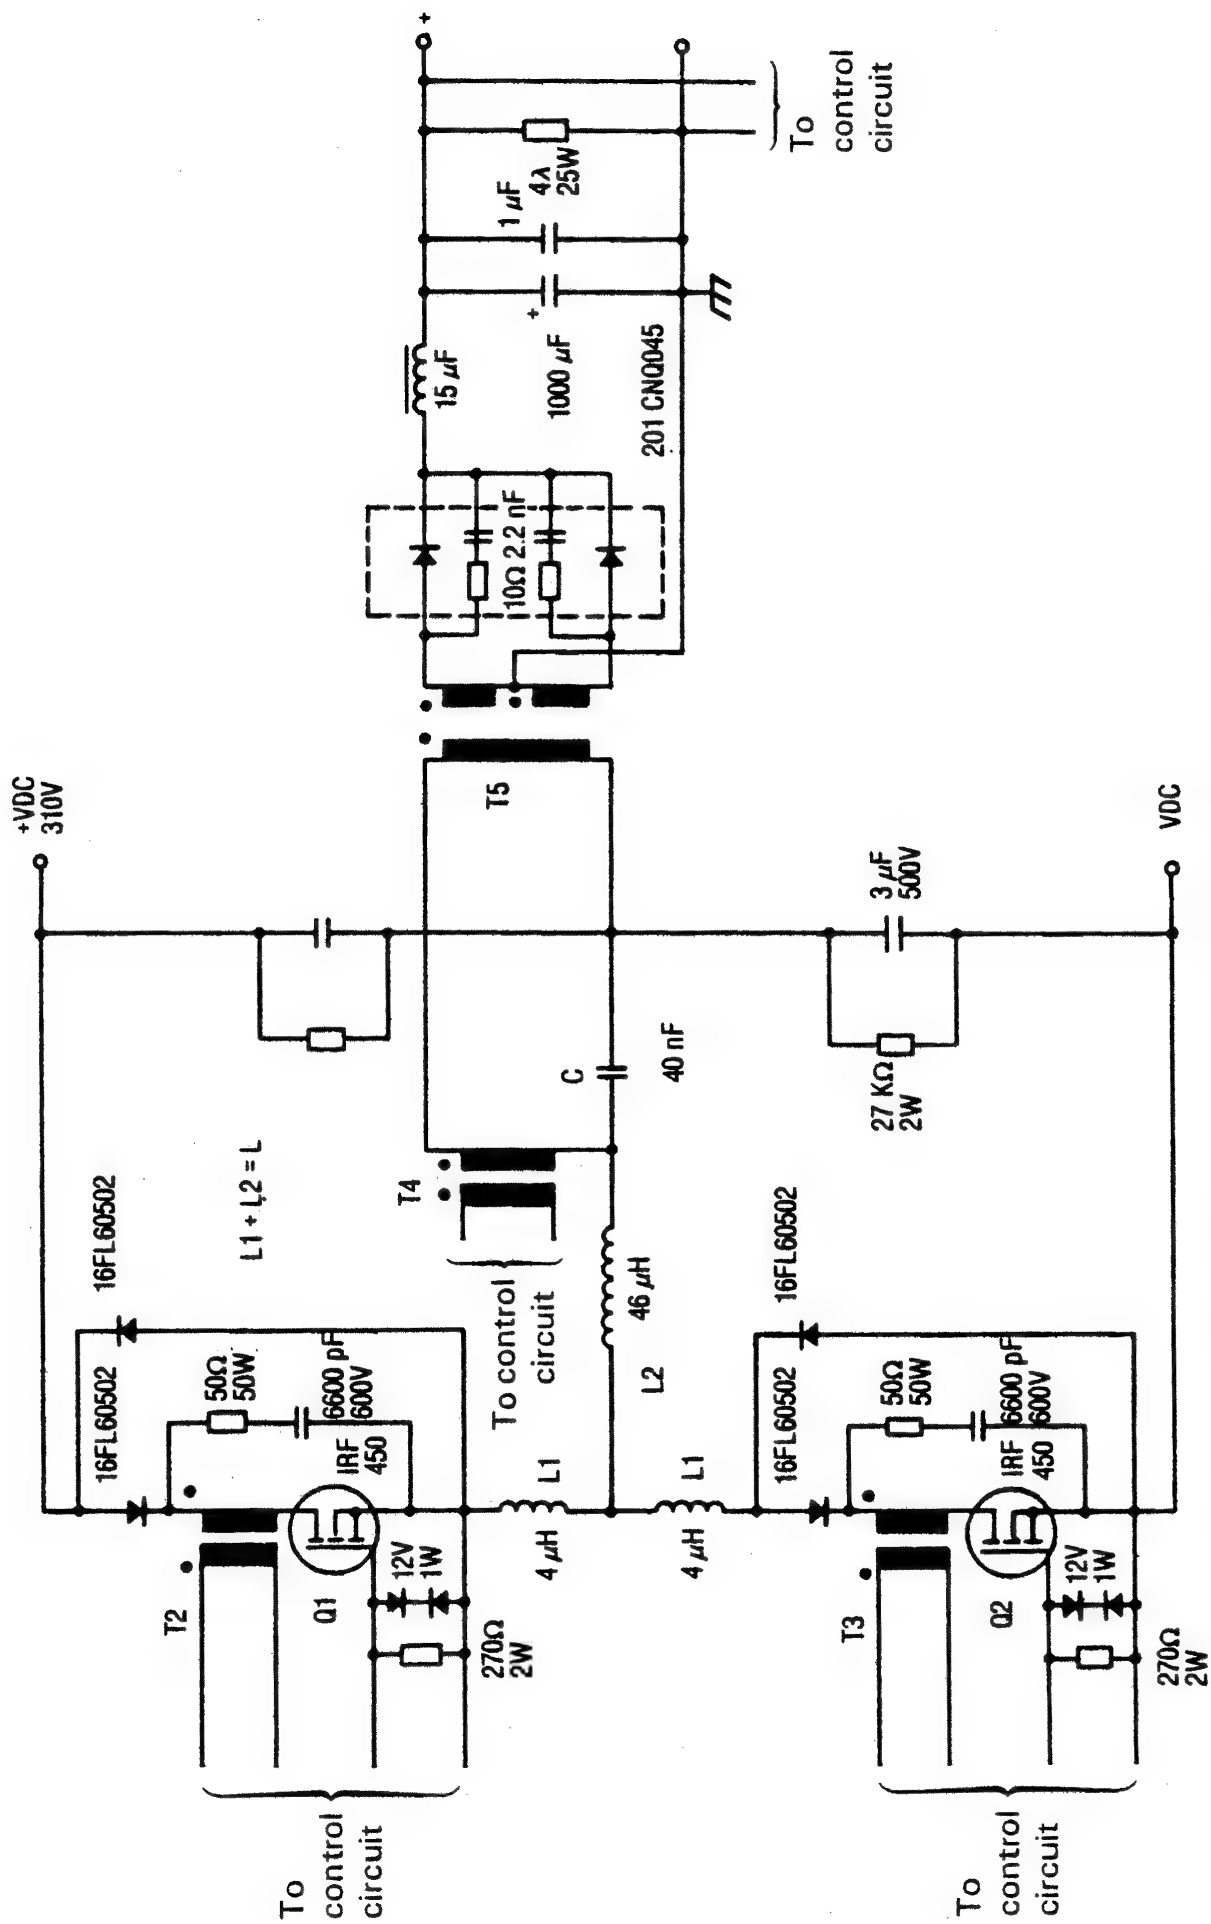 +VDC
310V
16FL60502
16FL60502
L1 + L2 = L
50Ω
50W
6600 pF
600V
IRF
450
T2
Q1
12V
1W
270Ω
2W
To
control
circuit
4 μH
L1
4 μH
L1
L2
46 μH
T4
To control
circuit
C
40 nF
T5
10Ω 2.2 nF
15 μF
+
1000 μF
1 μF
4λ
25W
201 CNQ045
+
To
control
circuit
16FL60502
16FL60502
50Ω
50W
6600 pF
600V
IRF
450
T3
Q2
12V
1W
270Ω
2W
To
control
circuit
27 KΩ
2W
3 μF
500V
VDC